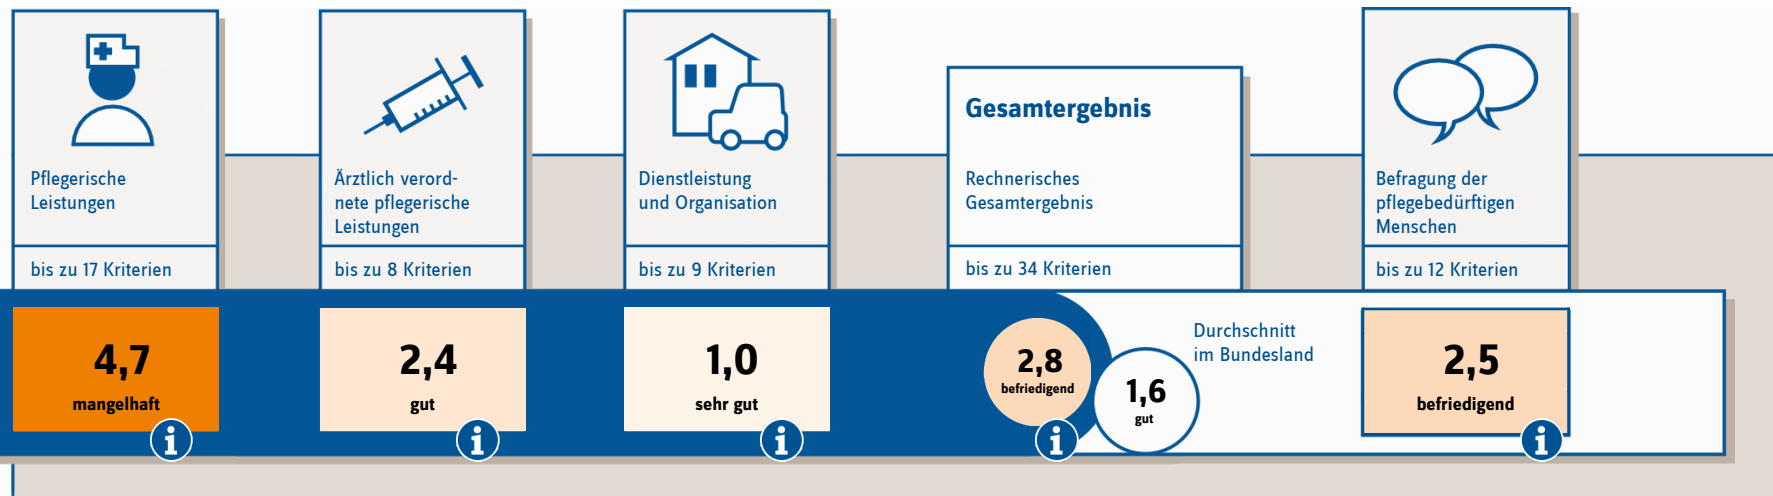 Pflegerische
Leistungen
bis zu 17 Kriterien
4,7
mangelhaft
i
Ärztlich verord-
nete pflegerische
Leistungen
bis zu 8 Kriterien
2,4
gut
i
Dienstleistung
und Organisation
bis zu 9 Kriterien
1,0
sehr gut
i
Gesamtergebnis
Rechnerisches
Gesamtergebnis
bis zu 34 Kriterien
2,8
befriedigend
i
1,6
gut
Durchschnitt
im Bundesland
Befragung der
pflegebedürftigen
Menschen
bis zu 12 Kriterien
2,5
befriedigend
i